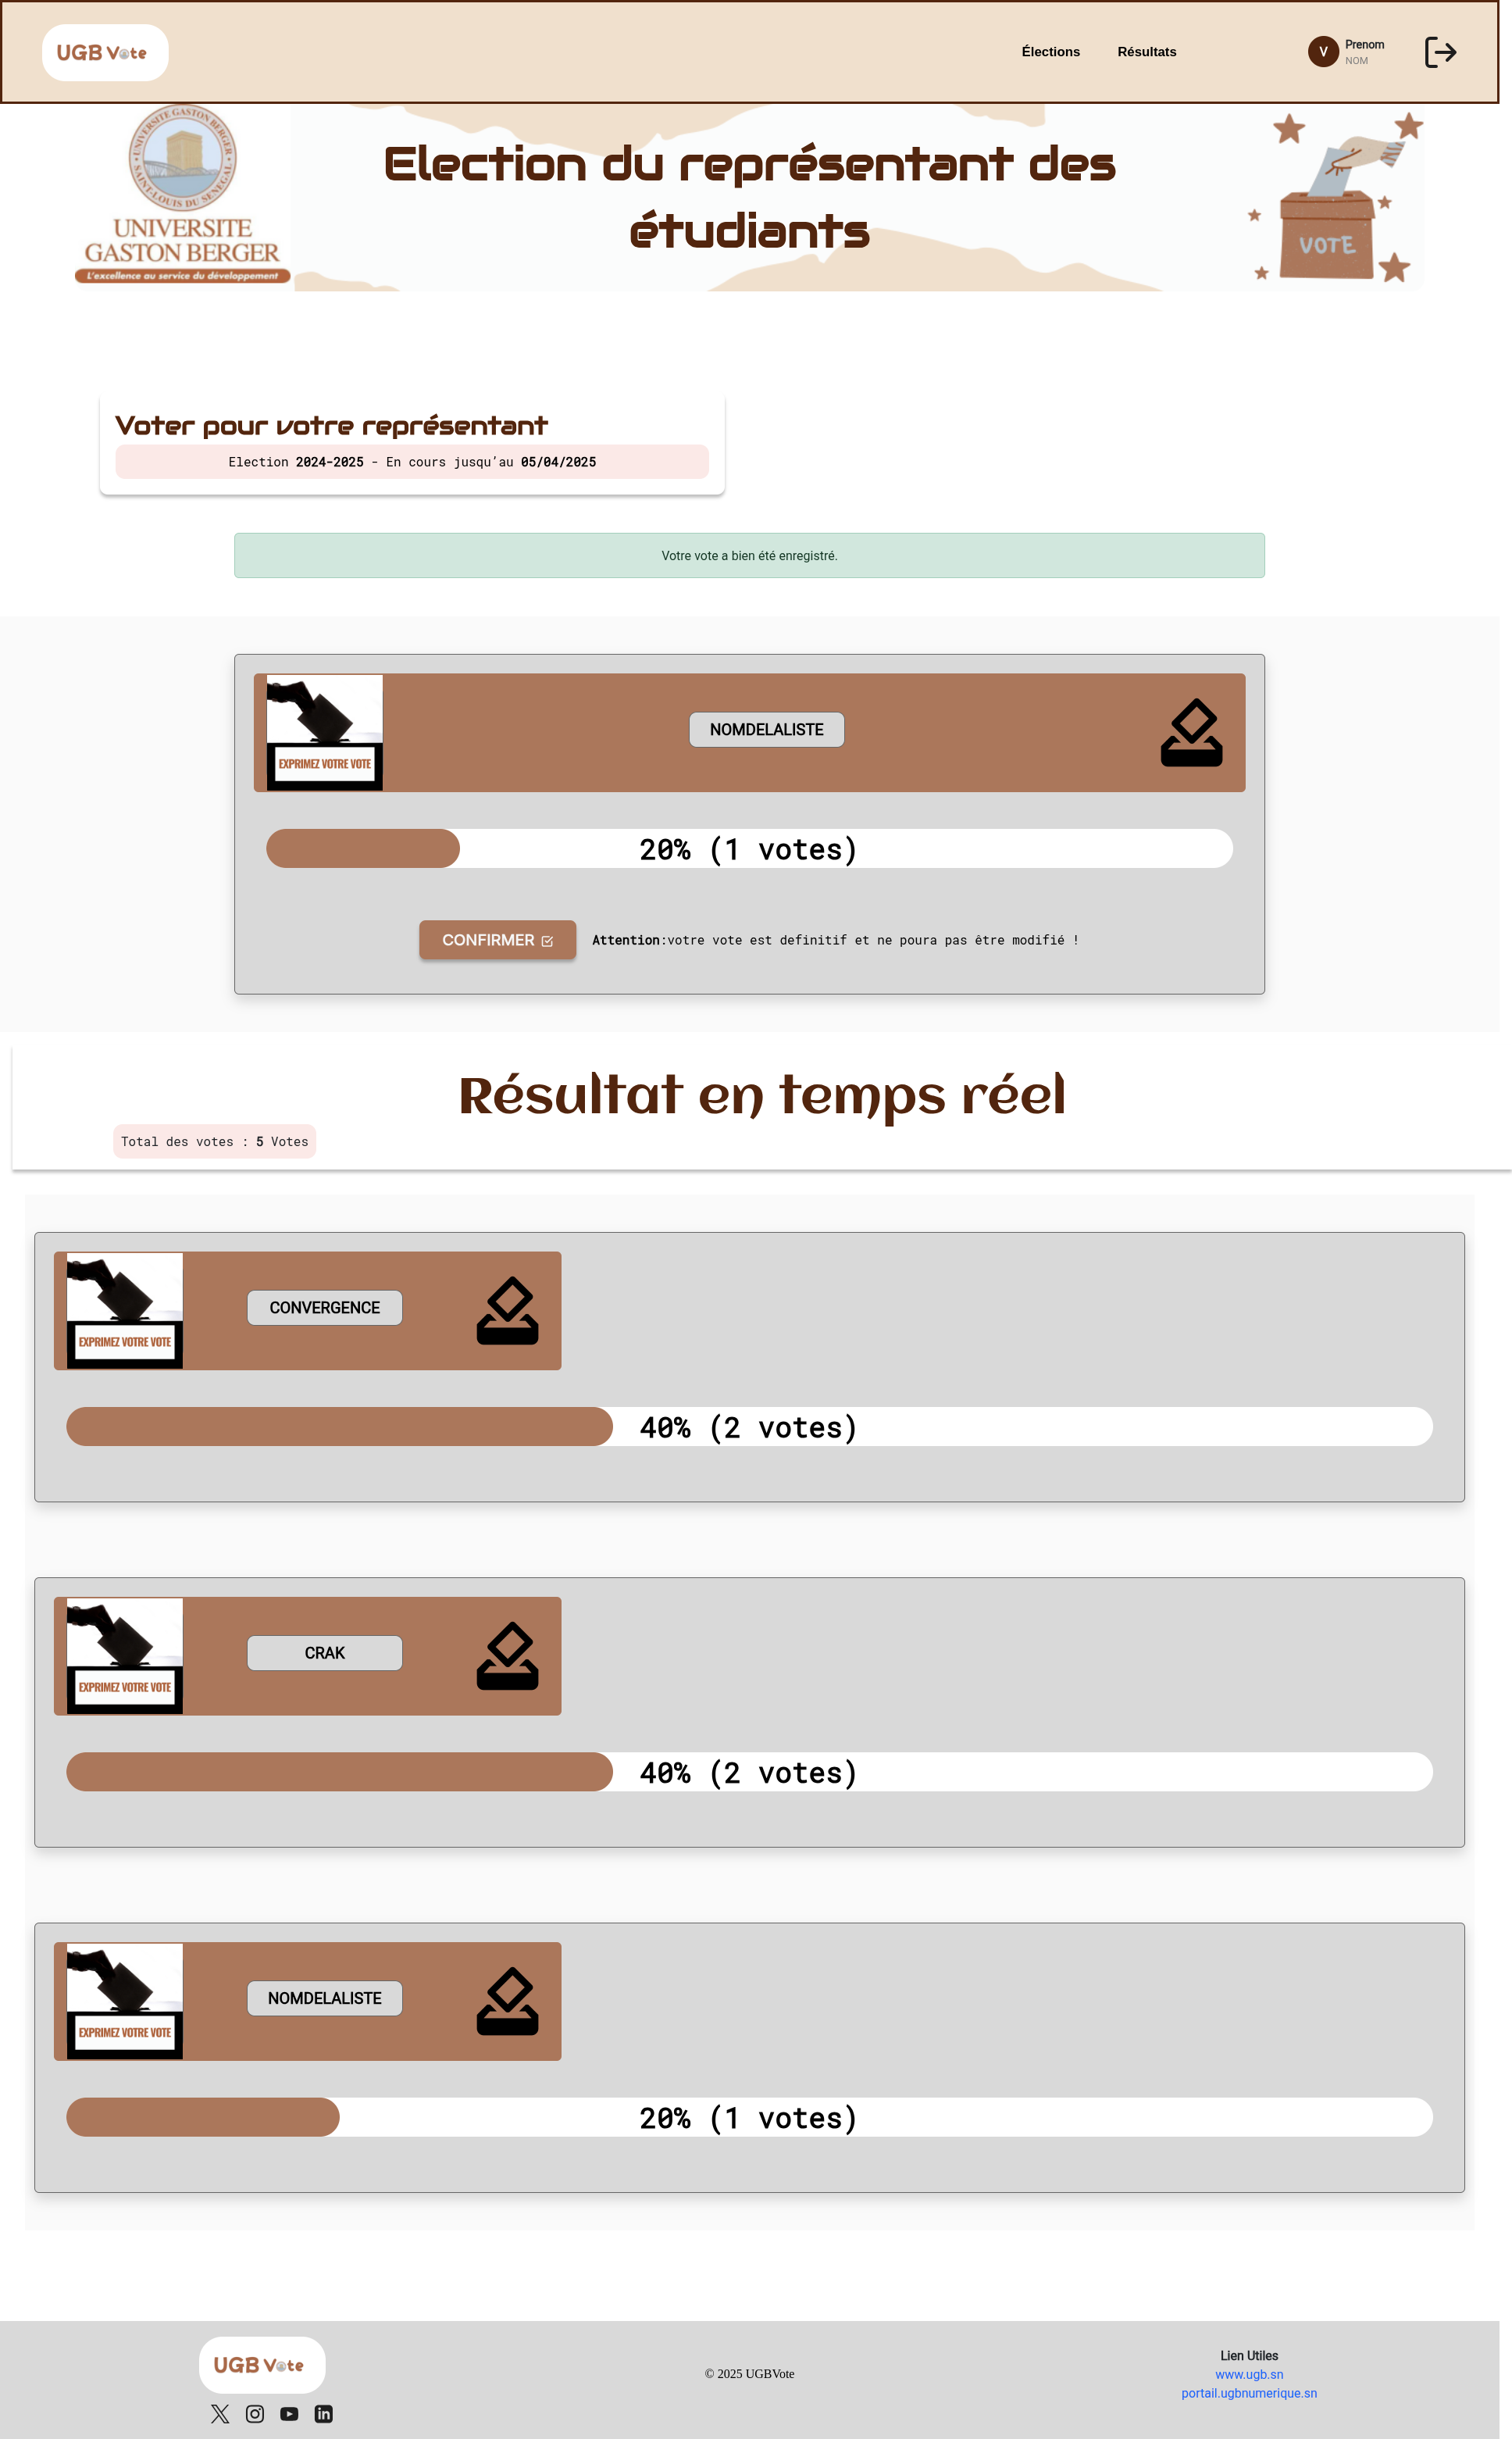 UGB Vote
Élections
Résultats
V
Prenom
NOM
UNIVERSITE GASTON BERGER
SAINT-LOUIS DU SENEGAL
UNIVERSITE
GASTON BERGER
L'excellence au service du développement
Election du représentant des
étudiants
VOTE
Voter pour votre représentant
Election 2024-2025 - En cours jusqu'au 05/04/2025
Votre vote a bien été enregistré.
EXPRIMEZ VOTRE VOTE
NOMDELALISTE
20% (1 votes)
CONFIRMER
Attention:votre vote est definitif et ne poura pas être modifié !
Résultat en temps réel
Total des votes : 5 Votes
EXPRIMEZ VOTRE VOTE
CONVERGENCE
40% (2 votes)
EXPRIMEZ VOTRE VOTE
CRAK
40% (2 votes)
EXPRIMEZ VOTRE VOTE
NOMDELALISTE
20% (1 votes)
UGB Vote
© 2025 UGBVote
Lien Utiles
www.ugb.sn
portail.ugbnumerique.sn